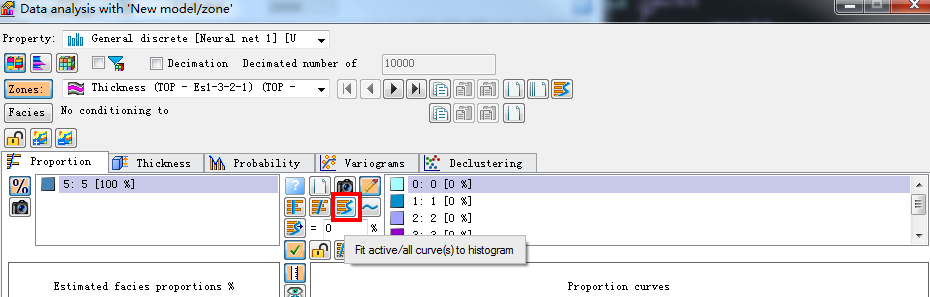 Data analysis with 'New model/zone'
Property: General discrete [Neural net 1] [U
Decimation Decimated number of 10000
Zones: Thickness (TOP - Es1-3-2-1) (TOP -
Facies No conditioning to
Proportion Thickness Probability Variograms Declustering
% 5: 5 [100 %] ? 0: 0 [0 %]
1: 1 [0 %]
2: 2 [0 %]
= 0 % 3: 3 [0 %]
Fit active/all curve(s) to histogram
Estimated facies proportions % Proportion curves